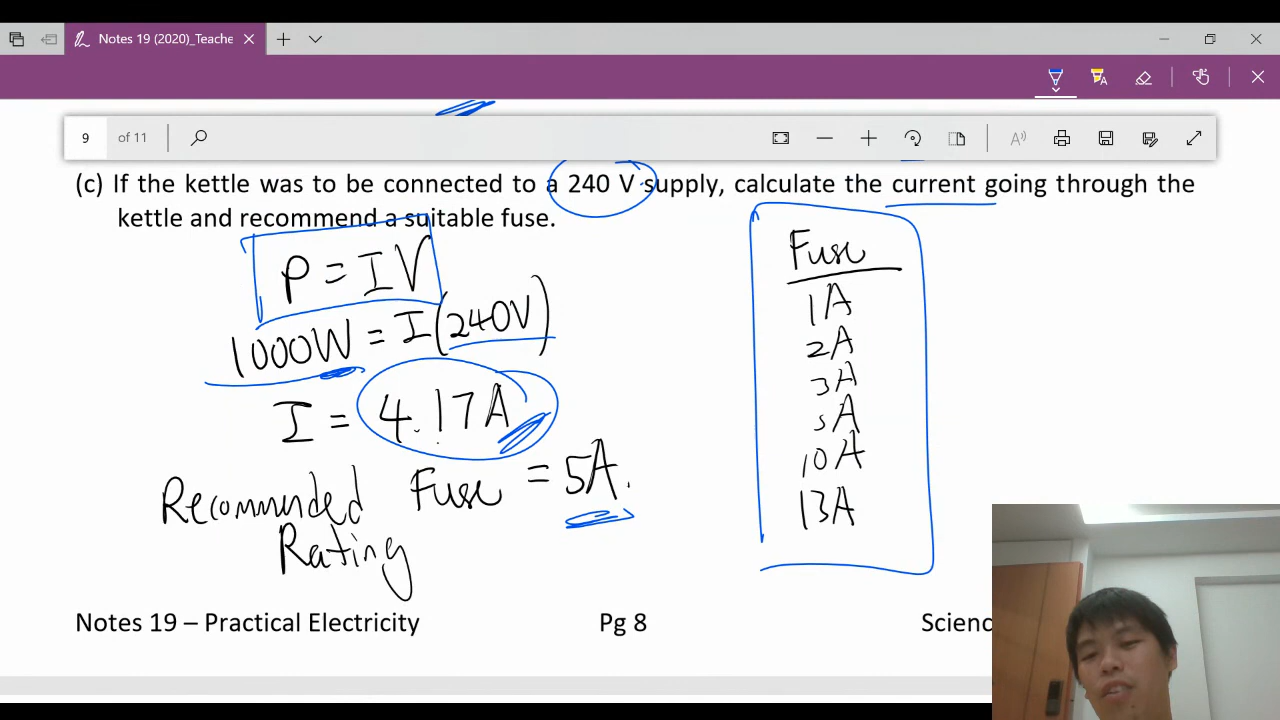 Notes 19 (2020)_Teache
9 of 11
(c) If the kettle was to be connected to a 240 V supply, calculate the current going through the
kettle and recommend a suitable fuse.
P = IV
1000W = I(240V)
I = 4.17A
Recommended Fuse = 5A.
Rating
Fuse
1A
2A
3A
5A
10A
13A
Notes 19 – Practical Electricity Pg 8 Scienc